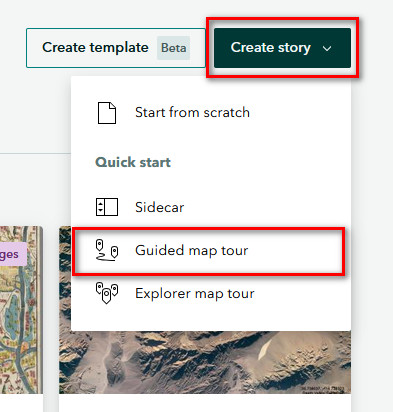 Create template Beta Create story
Start from scratch
Quick start
Sidecar
Guided map tour
ges
Explorer map tour